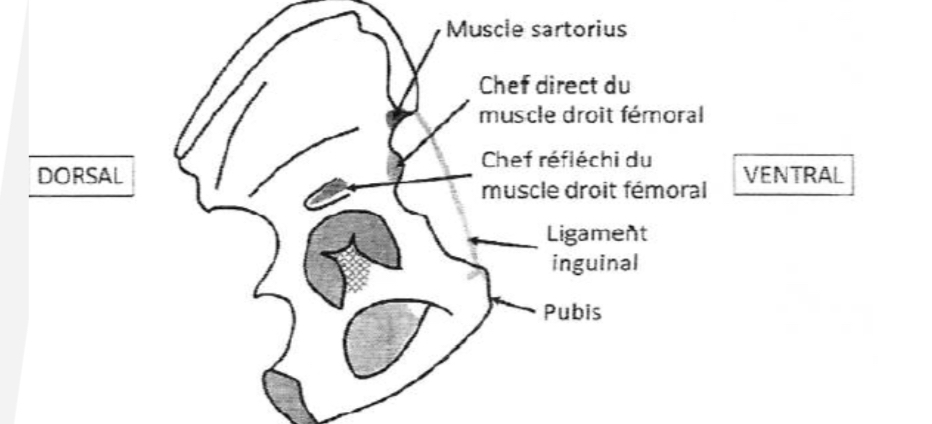 Muscle sartorius
Chef direct du
muscle droit fémoral
Chef réfléchi du
muscle droit fémoral
DORSAL
VENTRAL
Ligament
inguinal
Pubis